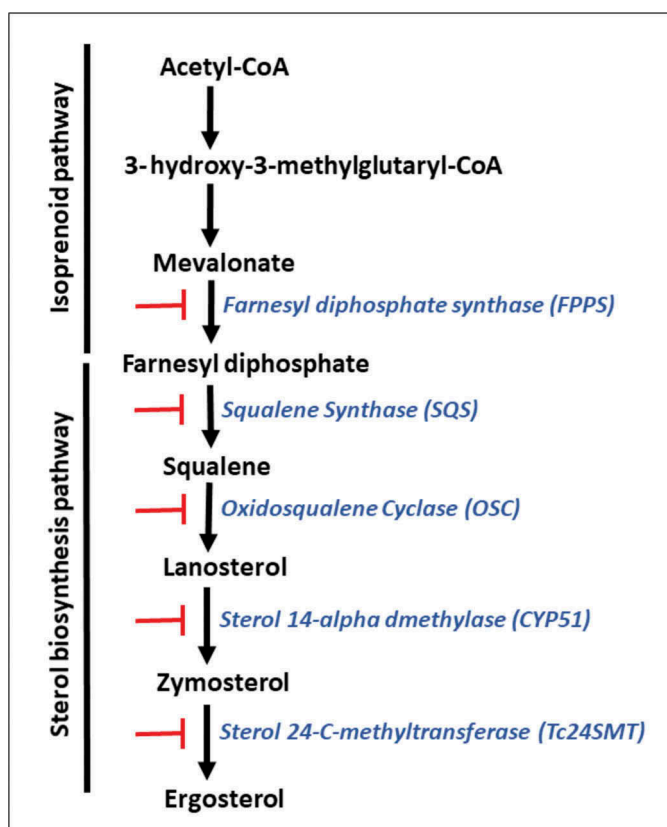 Isoprenoid pathway
Acetyl-CoA
3-hydroxy-3-methylglutaryl-CoA
Mevalonate
Farnesyl diphosphate synthase (FPPS)
Farnesyl diphosphate
Sterol biosynthesis pathway
Squalene Synthase (SQS)
Squalene
Oxidosqualene Cyclase (OSC)
Lanosterol
Sterol 14-alpha dmethylase (CYP51)
Zymosterol
Sterol 24-C-methyltransferase (Tc24SMT)
Ergosterol